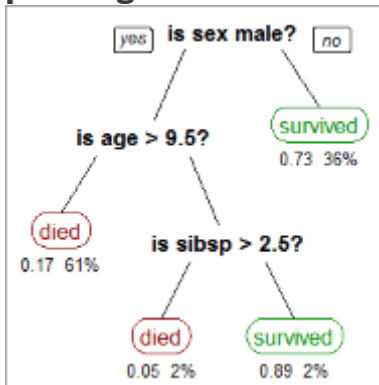 yes is sex male? no
survived
0.73 36%
is age > 9.5?
died
0.17 61%
is sibsp > 2.5?
died survived
0.05 2% 0.89 2%